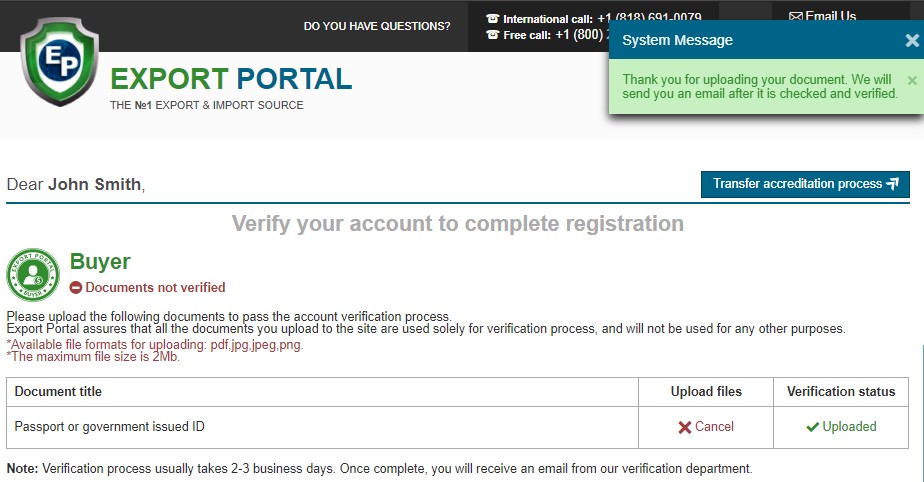 DO YOU HAVE QUESTIONS?
International call: +1 (818) 691-0079
Free call: +1 (800)
Email Us
System Message
Thank you for uploading your document. We will
send you an email after it is checked and verified.
EP
EXPORT PORTAL
THE №1 EXPORT & IMPORT SOURCE
Dear John Smith,
Transfer accreditation process
Verify your account to complete registration
EXPORT PORTAL
BUYER
Buyer
Documents not verified
Please upload the following documents to pass the account verification process.
Export Portal assures that all the documents you upload to the site are used solely for verification process, and will not be used for any other purposes.
*Available file formats for uploading: pdf,jpg,jpeg,png.
*The maximum file size is 2Mb.
Document title Upload files Verification status
Passport or government issued ID Cancel Uploaded
Note: Verification process usually takes 2-3 business days. Once complete, you will receive an email from our verification department.